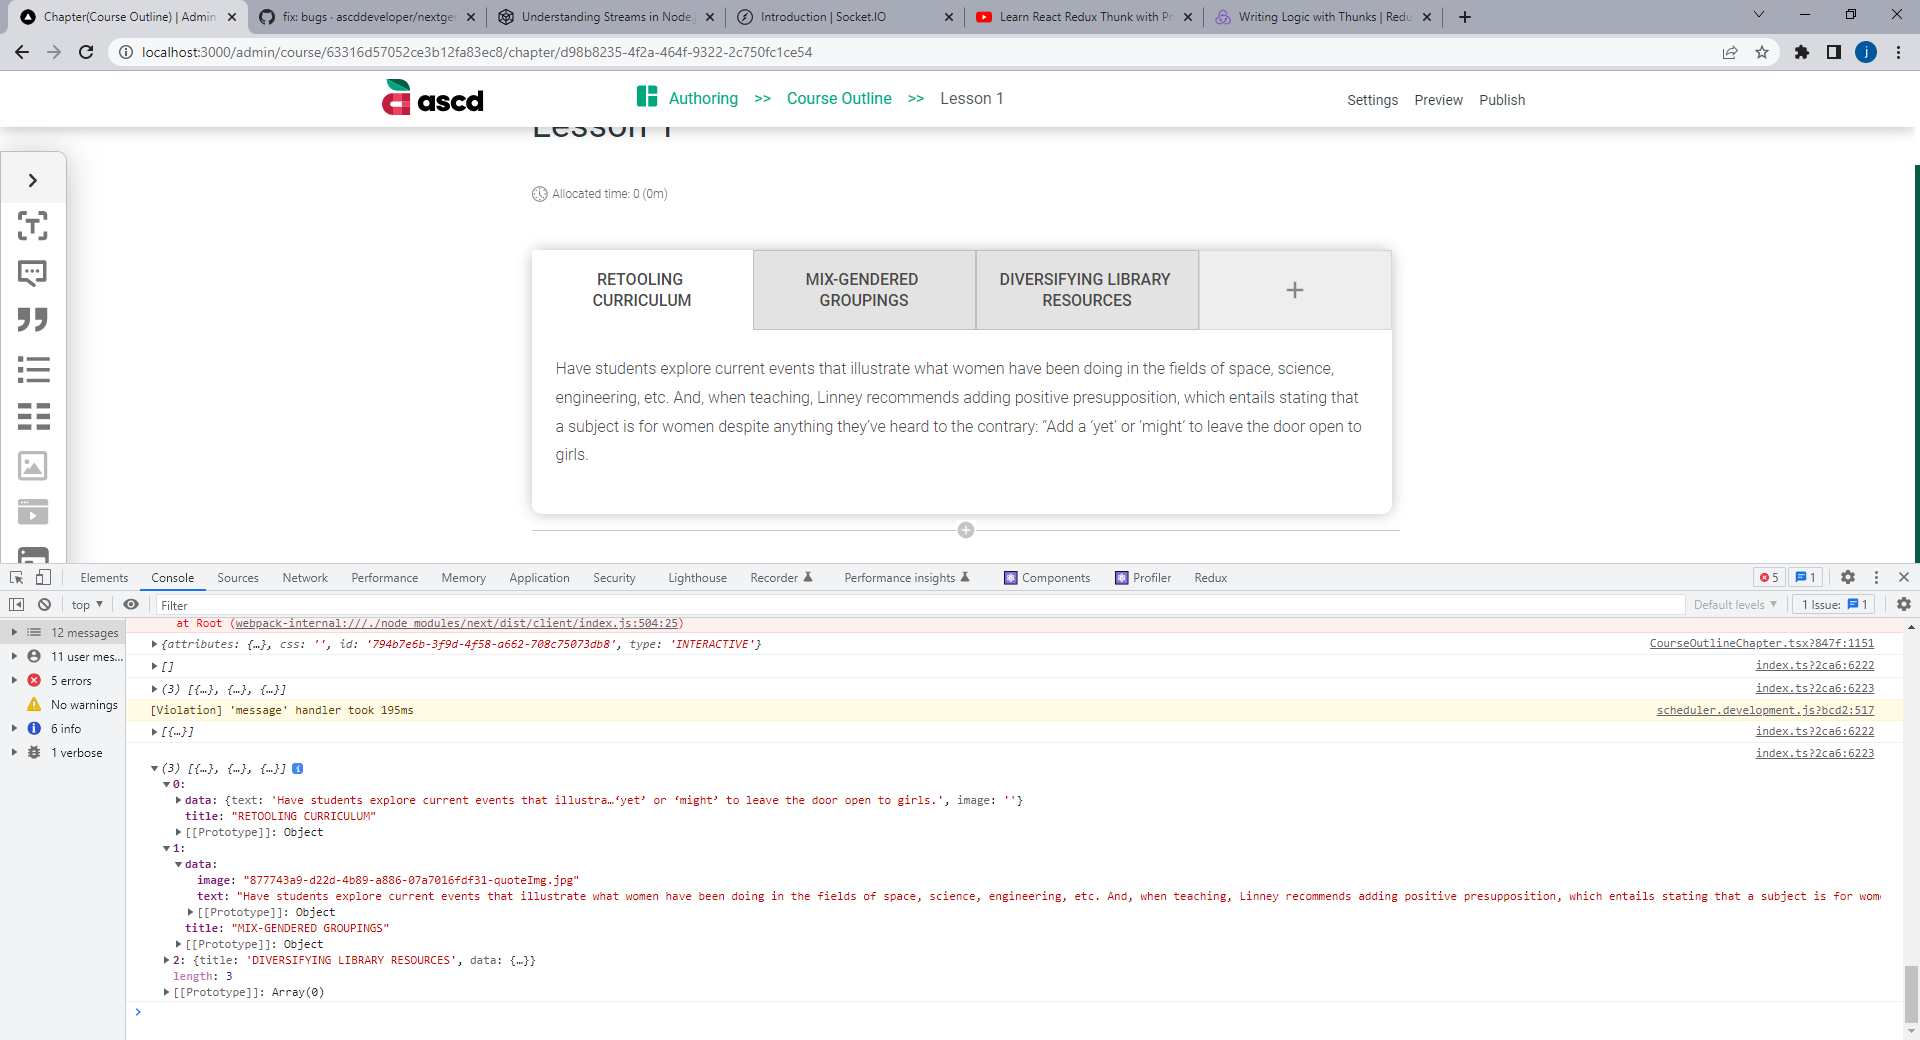 Chapter(Course Outline) | Admin
fix: bugs · ascddeveloper/nextger
Understanding Streams in Node.j
Introduction | Socket.IO
Learn React Redux Thunk with Pr
Writing Logic with Thunks | Redu
localhost:3000/admin/course/63316d57052ce3b12fa83ec8/chapter/d98b8235-4f2a-464f-9322-2c750fc1ce54
j
ascd
Authoring >> Course Outline >> Lesson 1
Settings Preview Publish
Lesson 1
Allocated time: 0 (0m)
RETOOLING
CURRICULUM
MIX-GENDERED
GROUPINGS
DIVERSIFYING LIBRARY
RESOURCES
Have students explore current events that illustrate what women have been doing in the fields of space, science,
engineering, etc. And, when teaching, Linney recommends adding positive presupposition, which entails stating that
a subject is for women despite anything they’ve heard to the contrary: “Add a ‘yet’ or ‘might’ to leave the door open to
girls.
Elements Console Sources Network Performance Memory Application Security Lighthouse Recorder Performance insights Components Profiler Redux 5 1
top Filter Default levels 1 Issue: 1
12 messages
11 user mes...
5 errors
No warnings
6 info
1 verbose
at Root (webpack-internal:///./node_modules/next/dist/client/index.js:504:25)
{attributes: {…}, css: '', id: '794b7e6b-3f9d-4f58-a662-708c75073db8', type: 'INTERACTIVE'} CourseOutlineChapter.tsx?847f:1151
[] index.ts?2ca6:6222
(3) [{…}, {…}, {…}] index.ts?2ca6:6223
[Violation] 'message' handler took 195ms scheduler.development.js?bcd2:517
[{…}] index.ts?2ca6:6222
index.ts?2ca6:6223
(3) [{…}, {…}, {…}] i
0:
data: {text: 'Have students explore current events that illustra…‘yet’ or ‘might’ to leave the door open to girls.', image: ''}
title: "RETOOLING CURRICULUM"
[[Prototype]]: Object
1:
data:
image: "877743a9-d22d-4b89-a886-07a7016fdf31-quoteImg.jpg"
text: "Have students explore current events that illustrate what women have been doing in the fields of space, science, engineering, etc. And, when teaching, Linney recommends adding positive presupposition, which entails stating that a subject is for wom
[[Prototype]]: Object
title: "MIX-GENDERED GROUPINGS"
[[Prototype]]: Object
2: {title: 'DIVERSIFYING LIBRARY RESOURCES', data: {…}}
length: 3
[[Prototype]]: Array(0)